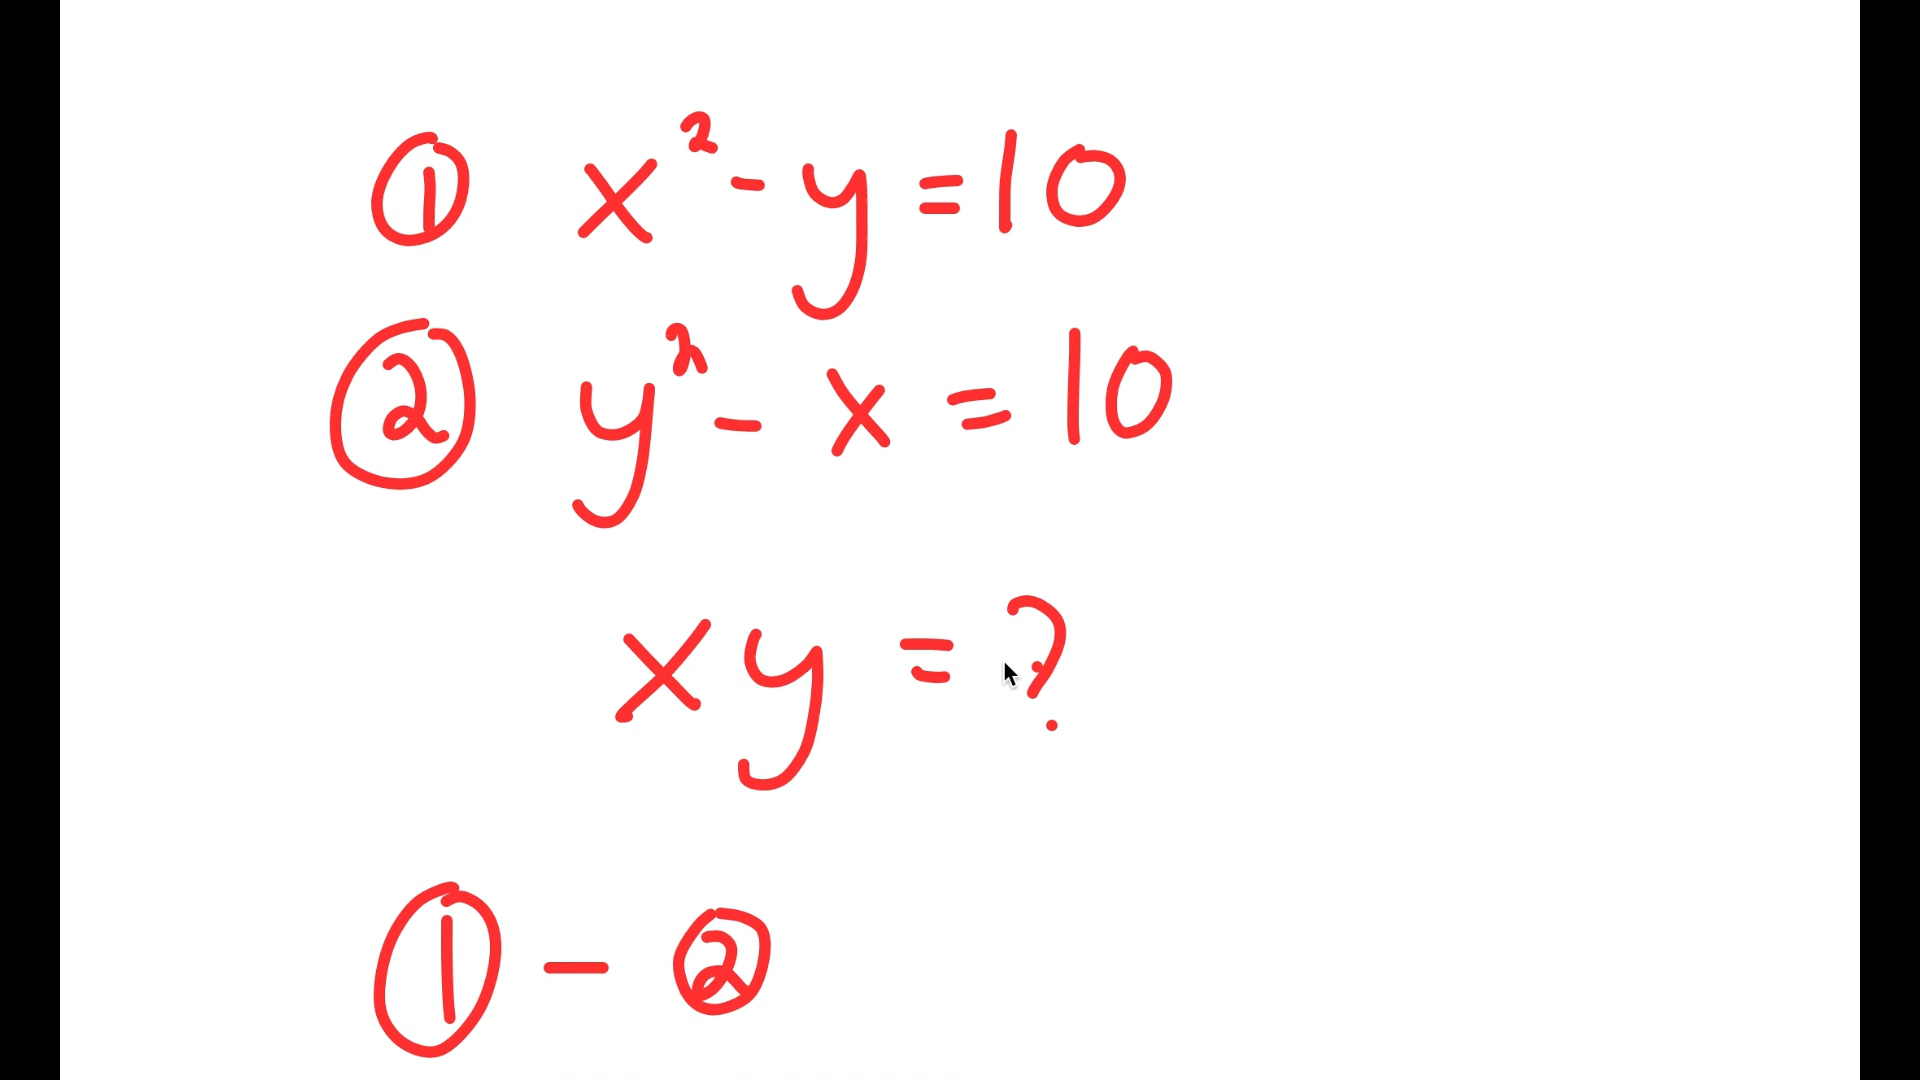 ① x² - y = 10
② y² - x = 10
xy = ?
① - ②